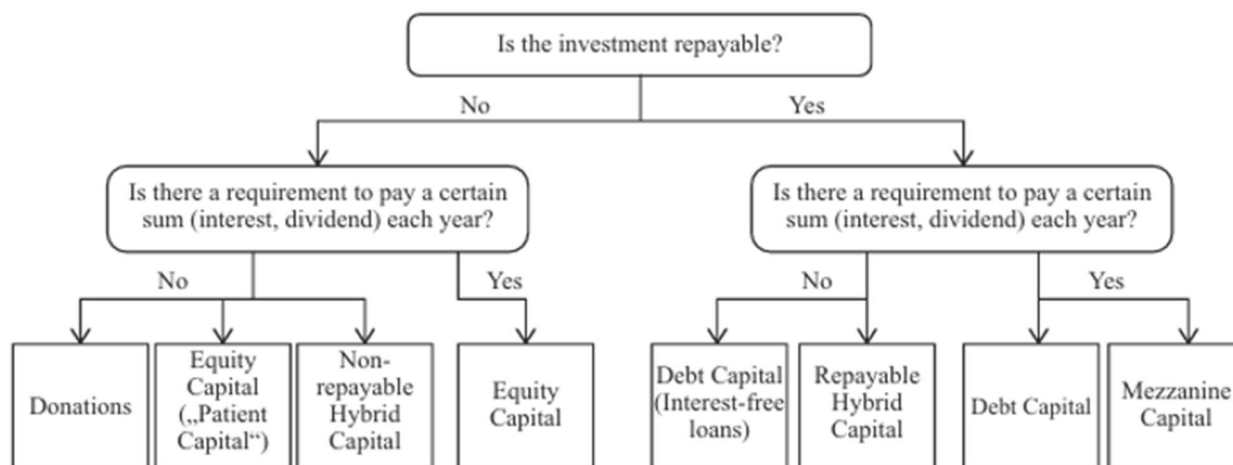 Is the investment repayable?
No
Yes
Is there a requirement to pay a certain
sum (interest, dividend) each year?
Is there a requirement to pay a certain
sum (interest, dividend) each year?
No
Yes
No
Yes
Donations
Equity
Capital
(„Patient
Capital“)
Non-
repayable
Hybrid
Capital
Equity
Capital
Debt Capital
(Interest-free
loans)
Repayable
Hybrid
Capital
Debt Capital
Mezzanine
Capital